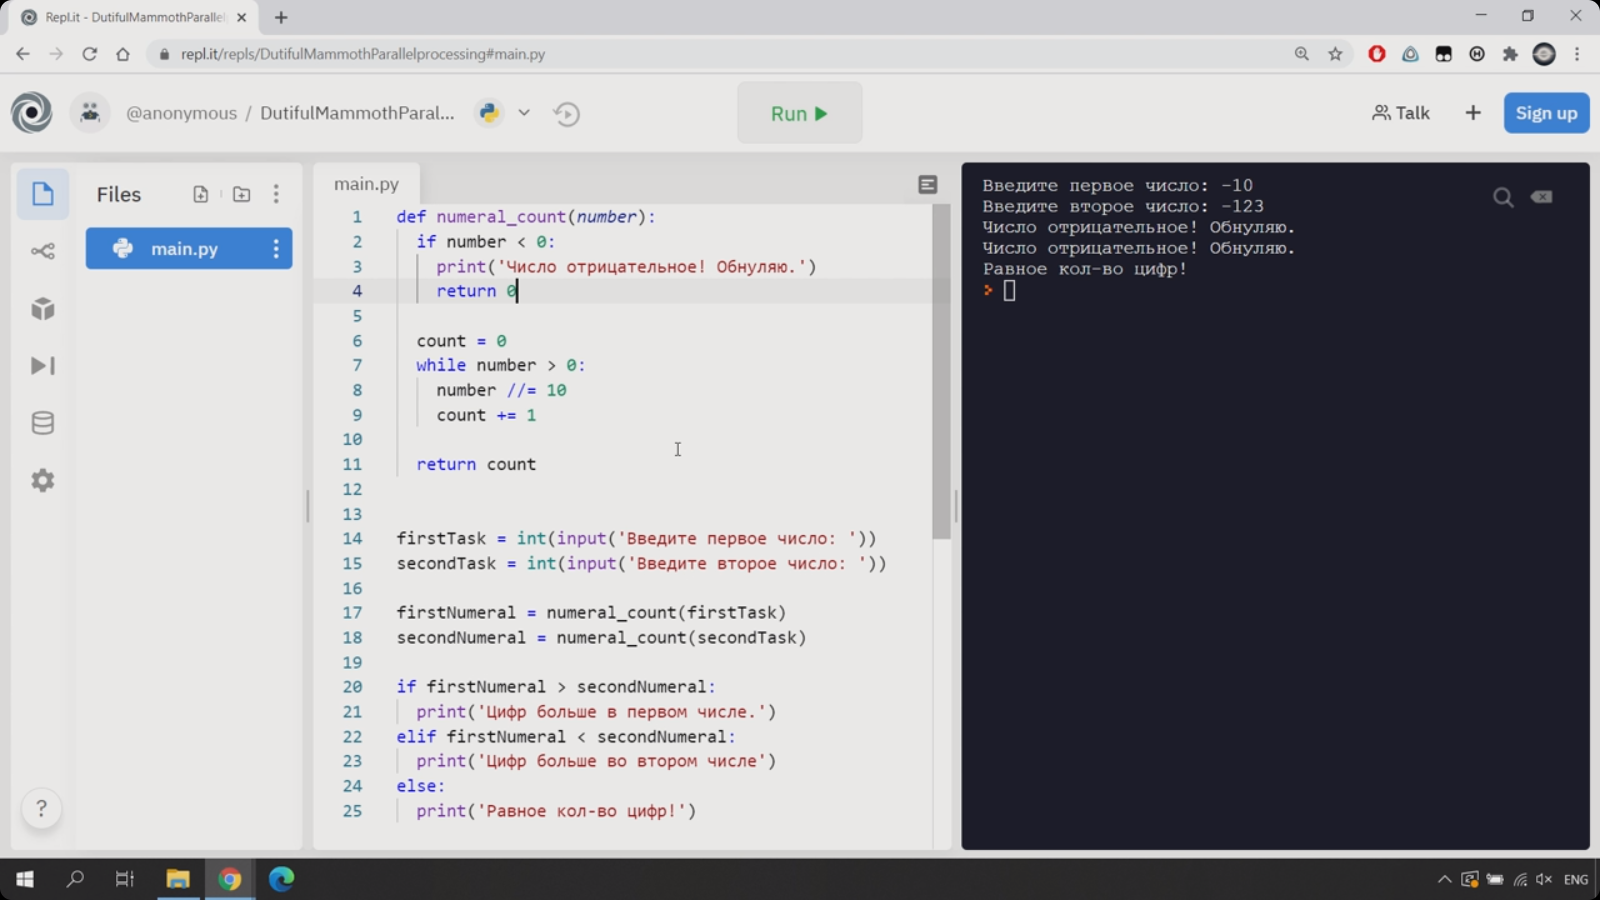 Repl.it - DutifulMammothParallel
repl.it/repls/DutifulMammothParallelprocessing#main.py
@anonymous / DutifulMammothParal...
Run
Talk
Sign up
Files
main.py
main.py
1 def numeral_count(number):
2 if number < 0:
3 print('Число отрицательное! Обнуляю.')
4 return 0
5
6 count = 0
7 while number > 0:
8 number //= 10
9 count += 1
10
11 return count
12
13
14 firstTask = int(input('Введите первое число: '))
15 secondTask = int(input('Введите второе число: '))
16
17 firstNumeral = numeral_count(firstTask)
18 secondNumeral = numeral_count(secondTask)
19
20 if firstNumeral > secondNumeral:
21 print('Цифр больше в первом числе.')
22 elif firstNumeral < secondNumeral:
23 print('Цифр больше во втором числе')
24 else:
25 print('Равное кол-во цифр!')
Введите первое число: -10
Введите второе число: -123
Число отрицательное! Обнуляю.
Число отрицательное! Обнуляю.
Равное кол-во цифр!
?
ENG